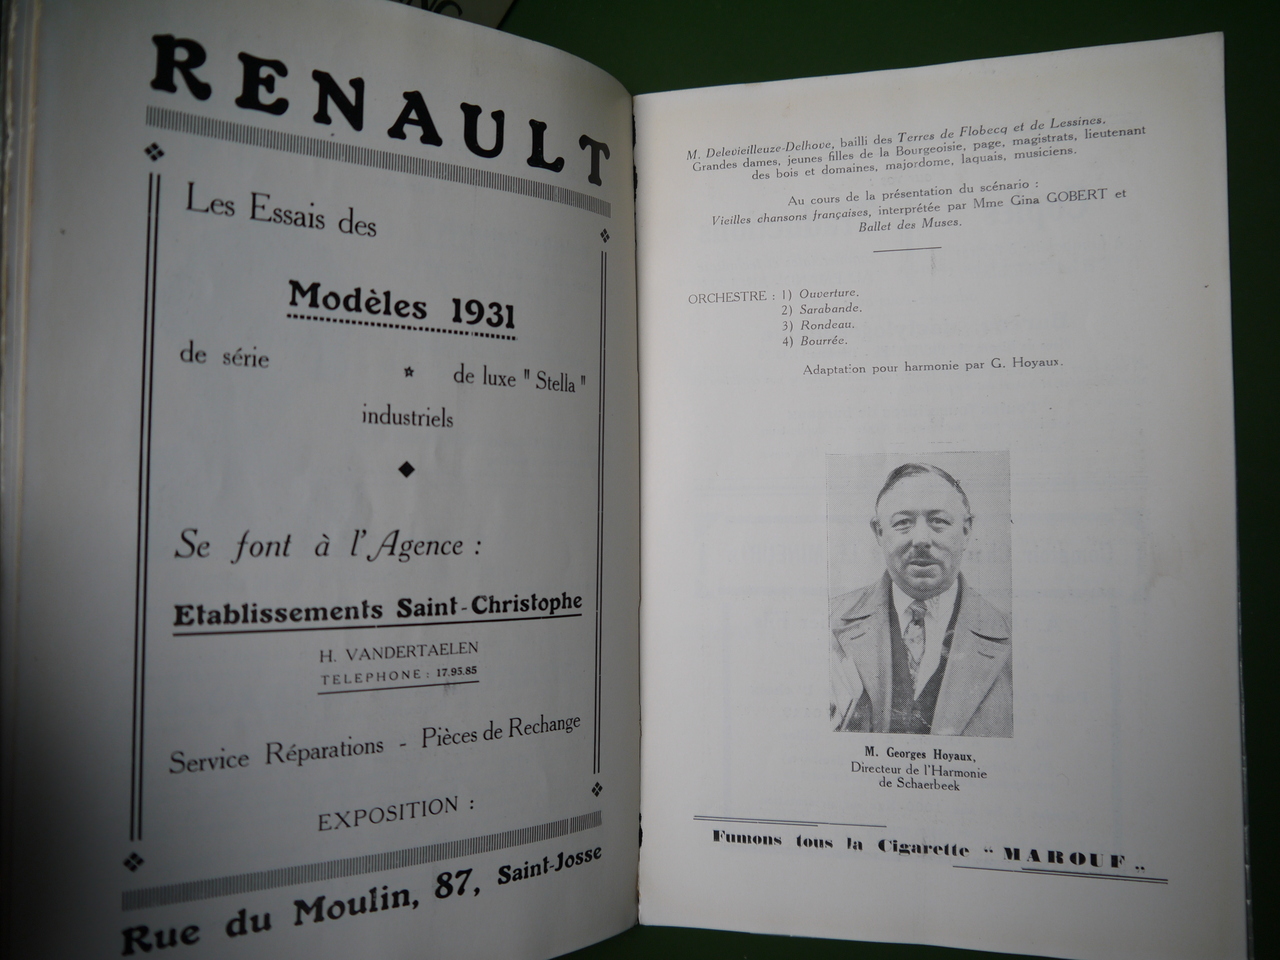 RENAULT
Les Essais des
Modèles 1931
de série
de luxe " Stella "
industriels
Se font à l'Agence :
Etablissements Saint-Christophe
H. VANDERTAELEN
TELEPHONE : 17.95.85
Service Réparations - Pièces de Rechange
EXPOSITION :
Rue du Moulin, 87, Saint-Josse
M. Delevieilleuze-Delhove, bailli des Terres de Flobecq et de Lessines.
Grandes dames, jeunes filles de la Bourgeoisie, page, magistrats, lieutenant
des bois et domaines, majordome, laquais, musiciens.
Au cours de la présentation du scénario :
Vieilles chansons françaises, interprétée par Mme Gina GOBERT et
Ballet des Muses.
ORCHESTRE : 1) Ouverture.
2) Sarabande.
3) Rondeau.
4) Bourrée.
Adaptation pour harmonie par G. Hoyaux.
M. Georges Hoyaux,
Directeur de l'Harmonie
de Schaerbeek
Fumons tous la Cigarette “ MAROUF „